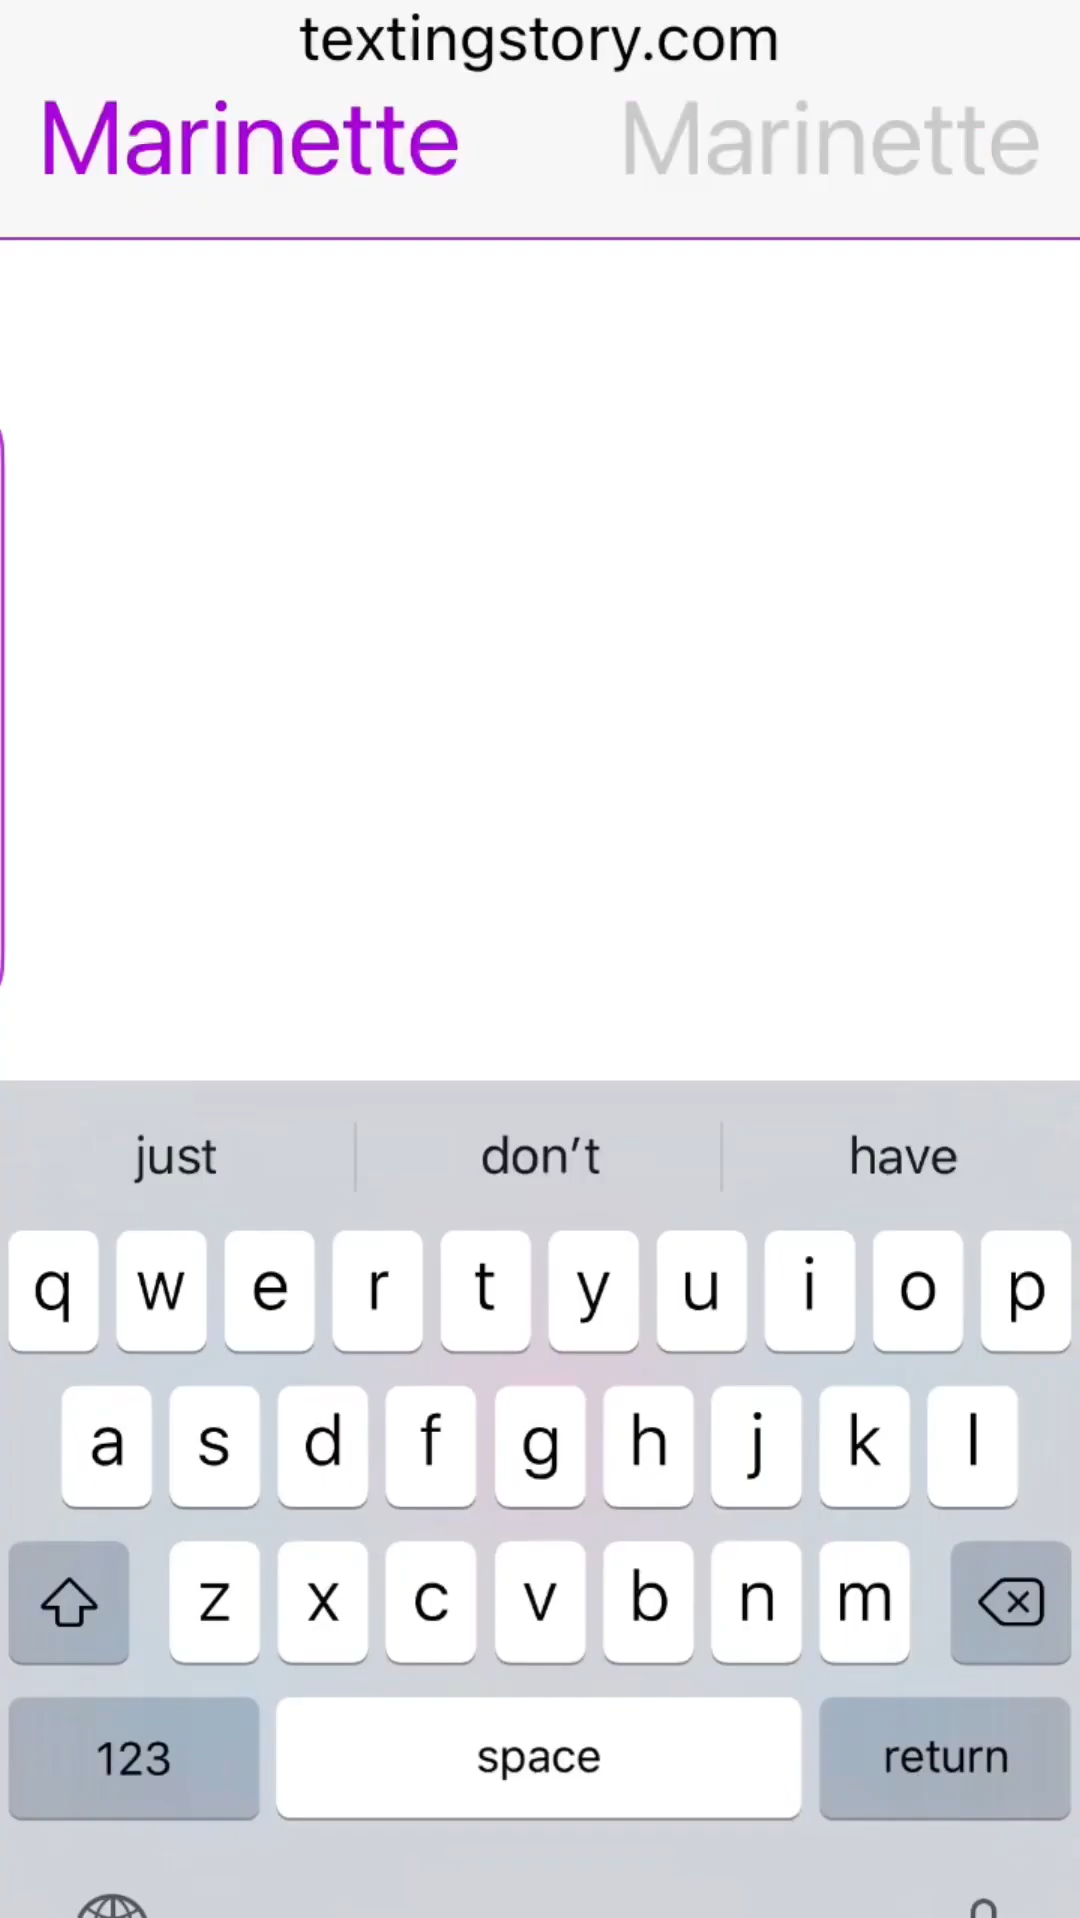 textingstory.com
Marinette Marinette
just don’t have
q w e r t y u i o p
a s d f g h j k l
z x c v b n m
123 space return